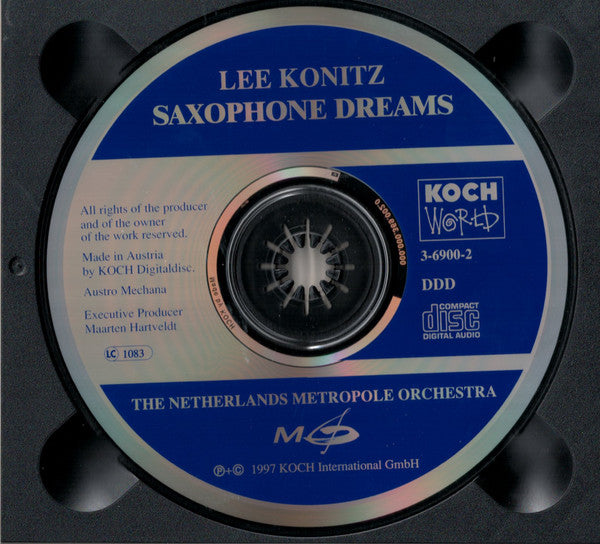 LEE KONITZ
SAXOPHONE DREAMS
All rights of the producer
and of the owner
of the work reserved.
Made in Austria
by KOCH Digitaldisc.
Austro Mechana
Executive Producer
Maarten Hartveldt
LC 1083
KOCH
WORLD
3-6900-2
DDD
COMPACT
disc
DIGITAL AUDIO
THE NETHERLANDS METROPOLE ORCHESTRA
MO
℗+© 1997 KOCH International GmbH